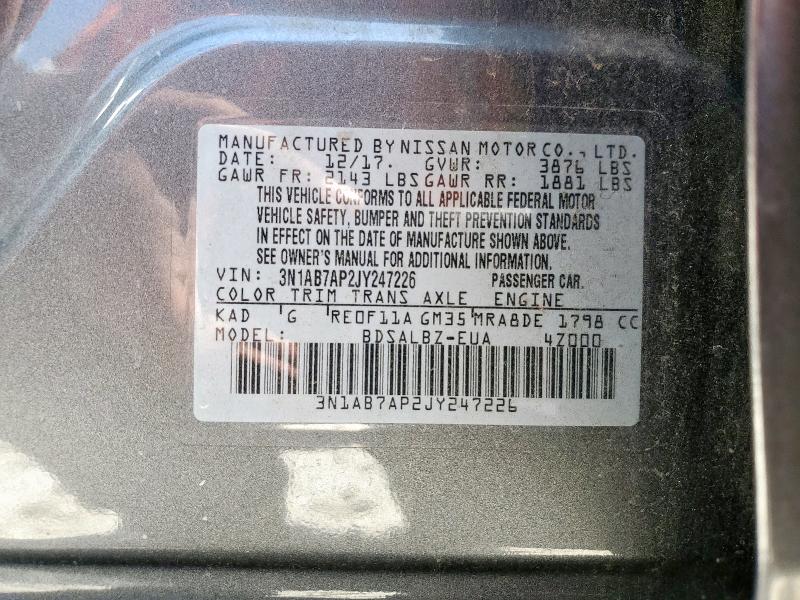 MANUFACTURED BY NISSAN MOTOR CO., LTD.
DATE: 12/17. GVWR: 3876 LBS
GAWR FR: 2143 LBS GAWR RR: 1881 LBS
THIS VEHICLE CONFORMS TO ALL APPLICABLE FEDERAL MOTOR
VEHICLE SAFETY, BUMPER AND THEFT PREVENTION STANDARDS
IN EFFECT ON THE DATE OF MANUFACTURE SHOWN ABOVE.
SEE OWNER'S MANUAL FOR ADDITIONAL INFORMATION.
VIN: 3N1AB7AP2JY247226 PASSENGER CAR.
COLOR TRIM TRANS AXLE ENGINE
KAD G RE0F11A GM35 MRA8DE 1798 CC
MODEL: BDSALBZ-EUA 4Z000
3N1AB7AP2JY247226